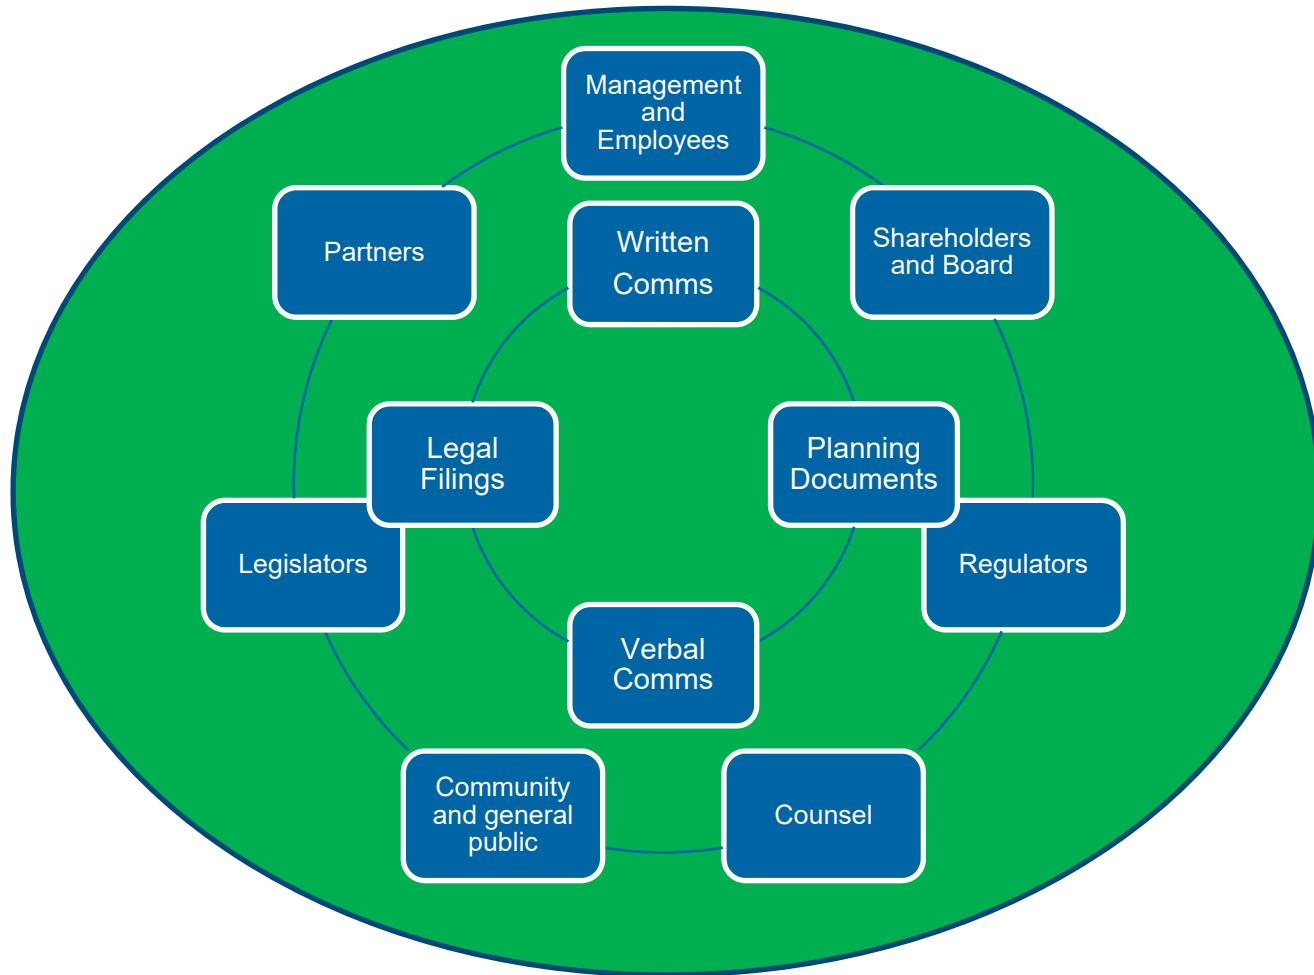 Management
and
Employees
Partners
Written
Comms
Shareholders
and Board
Legal
Filings
Planning
Documents
Legislators
Regulators
Verbal
Comms
Community
and general
public
Counsel